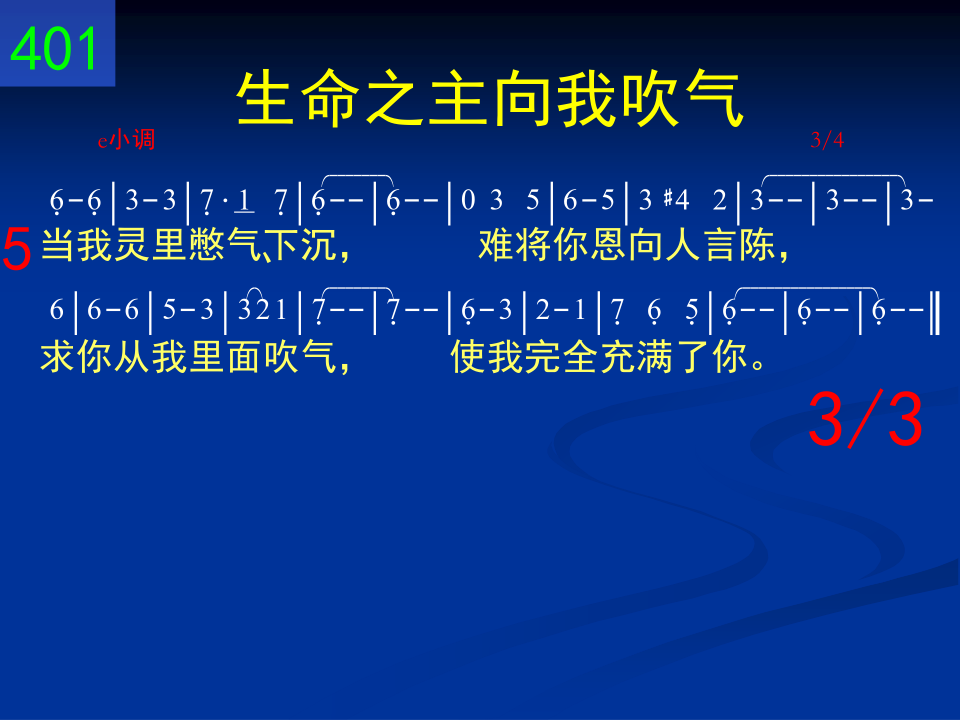 401
生命之主向我吹气
e小调 3/4
6̣-6̣|3-3|7̣·1̲ 7̣|6̣--|6̣--|0 3 5|6-5|3 #4 2|3--|3--|3-
5 当我灵里憋气、下沉, 难将你恩向人言陈,
6|6-6|5-3|321|7̣--|7̣--|6̣-3|2-1|7̣ 6̣ 5̣|6̣--|6̣--|6̣--‖
求你从我里面吹气, 使我完全充满了你。
3/3